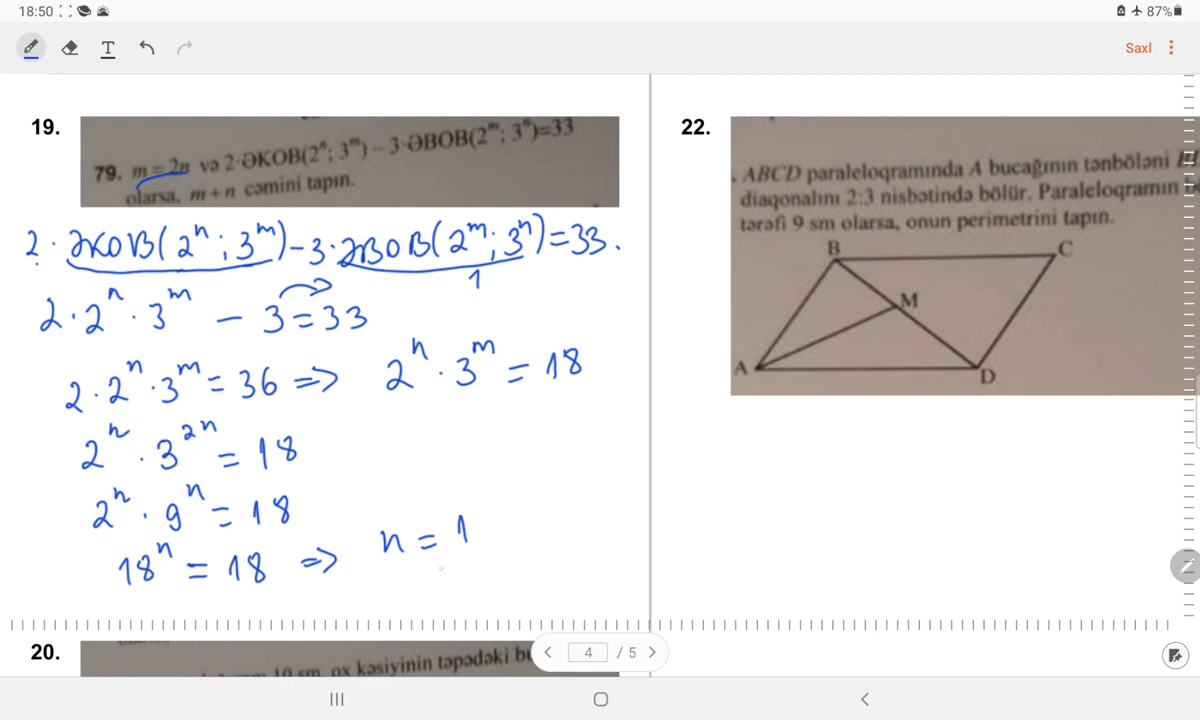 18:50
87%
T
Saxl
19.
79. m = 2n və 2·ƏKOB(2ⁿ; 3ᵐ) – 3·ƏBOB(2ᵐ; 3ⁿ)=33
olarsa, m + n cəmini tapın.
2·ƏKOB(2ⁿ; 3ᵐ)–3·ƏBOB(2ᵐ; 3ⁿ)=33.
1
2·2ⁿ·3ᵐ – 3=33
2·2ⁿ·3ᵐ=36 => 2ⁿ·3ᵐ=18
2ⁿ·3²ⁿ=18
2ⁿ·9ⁿ=18
18ⁿ=18 => n=1
20.
10 sm, ox kəsiyinin təpədəki
22.
ABCD paraleloqramında A bucağının tənböləni
diaqonalını 2:3 nisbətində bölür. Paraleloqramın
tərəfi 9 sm olarsa, onun perimetrini tapın.
B
C
M
A
D
4 / 5